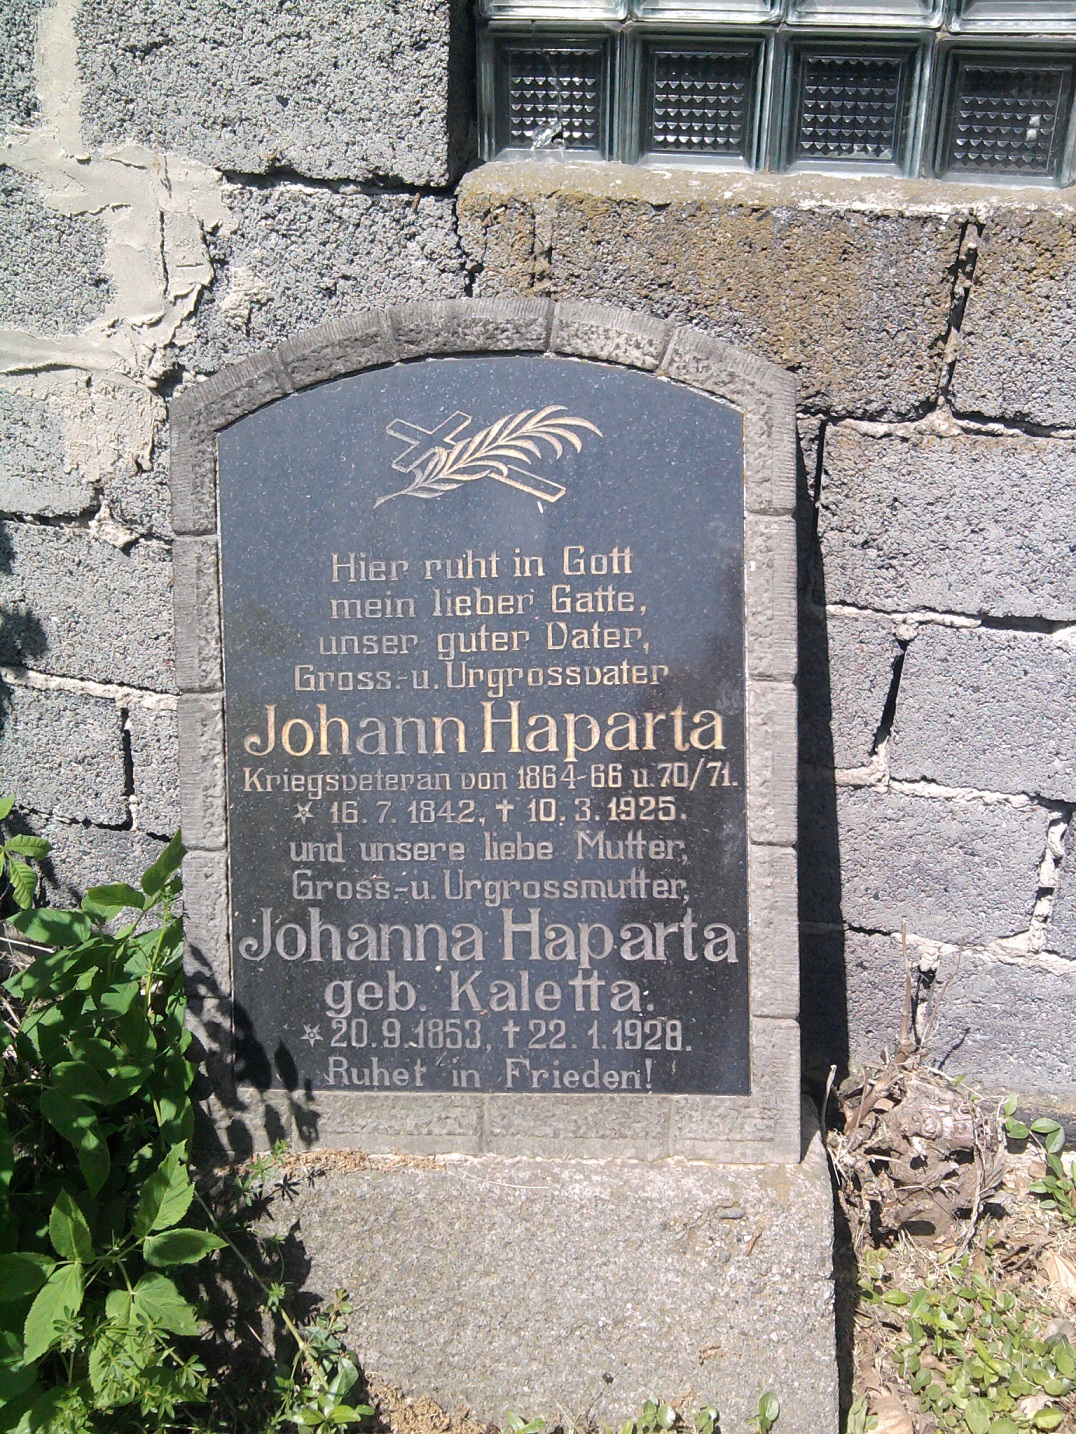 Hier ruht in Gott
mein lieber Gatte,
unser guter Vater,
Gross- u. Urgrossvater
Johann Haparta
Kriegsveteran von 1864-66 u. 70/71.
* 16. 7. 1842, † 10. 3. 1925.
und unsere liebe Mutter,
Gross- u. Urgrossmutter,
Johanna Haparta
geb. Kaletta.
* 20. 9. 1853, † 22. 1. 1928.
Ruhet in Frieden!